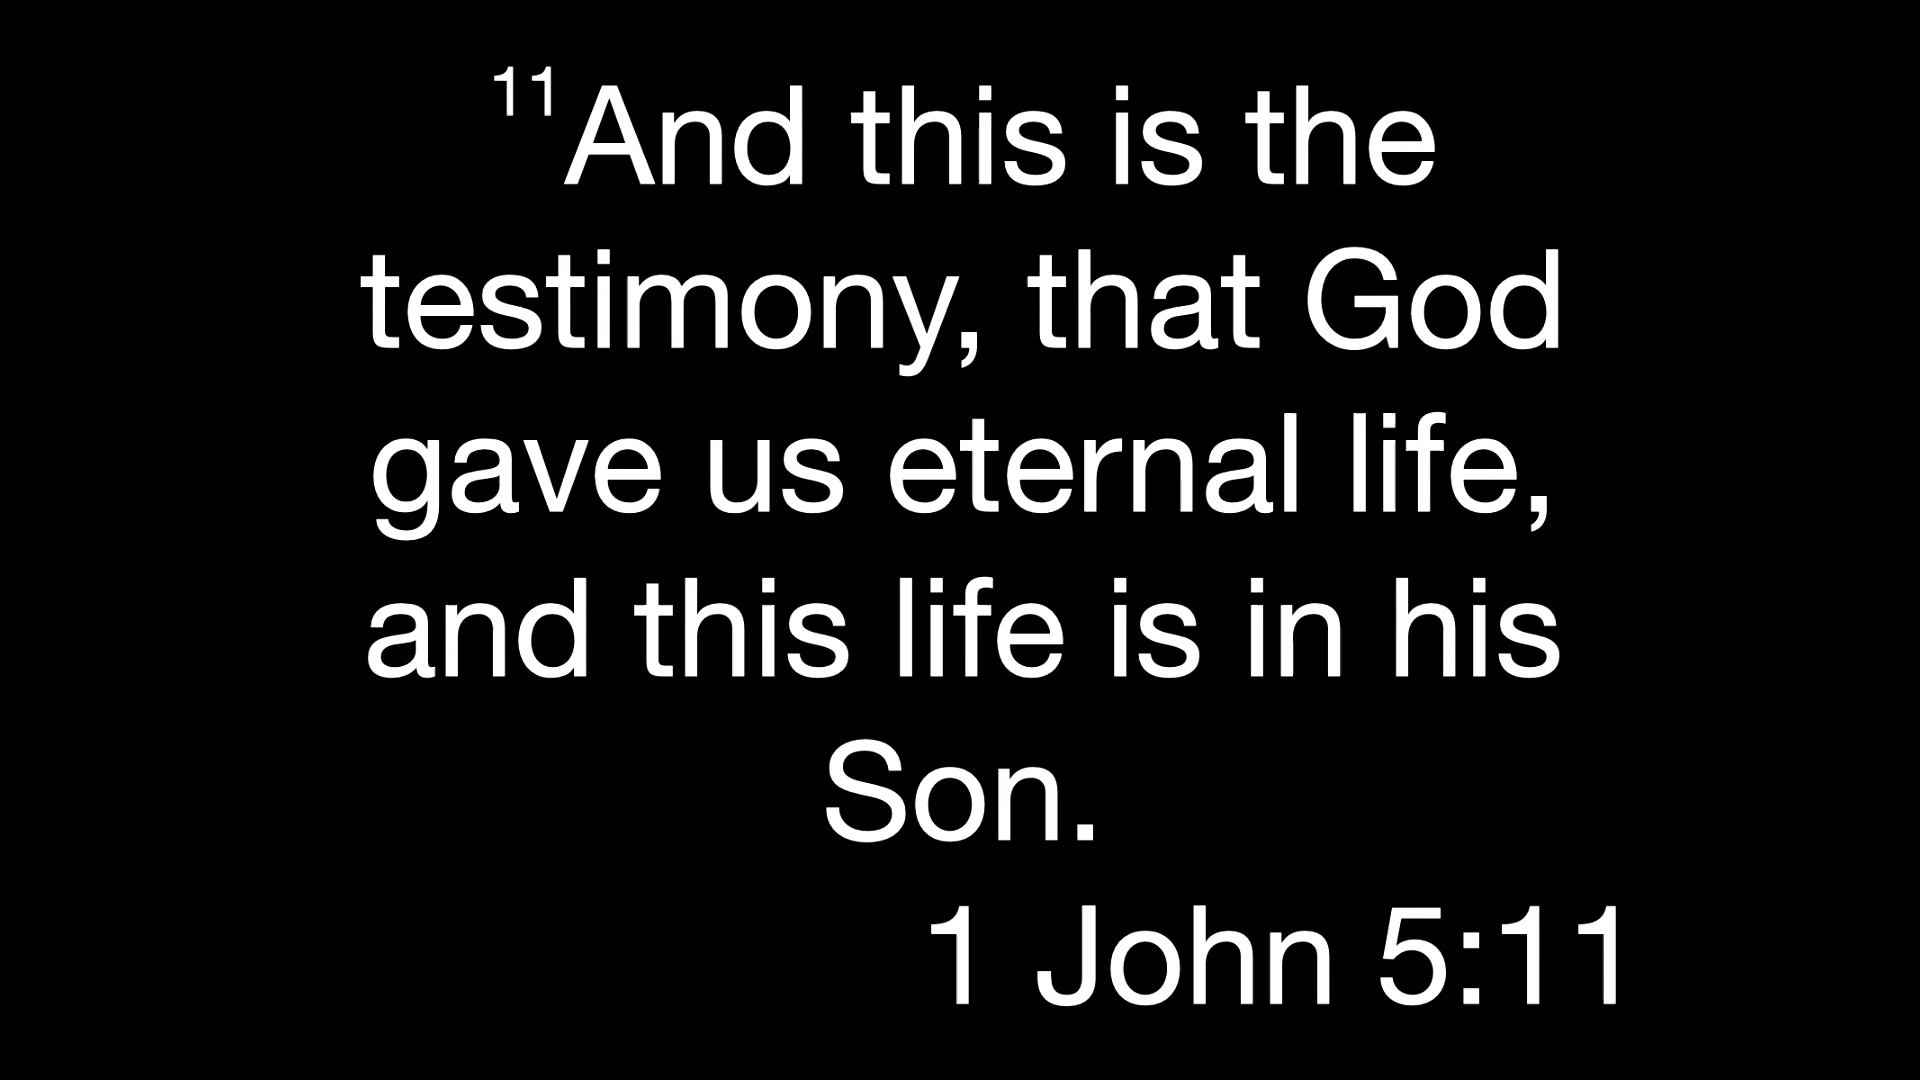 11And this is the
testimony, that God
gave us eternal life,
and this life is in his
Son.
1 John 5:11